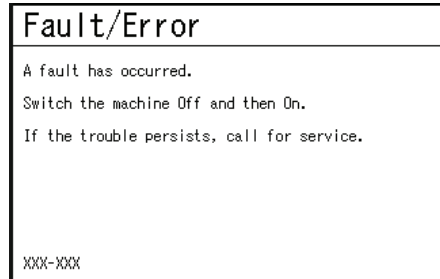 Fault/Error
A fault has occurred.
Switch the machine Off and then On.
If the trouble persists, call for service.
XXX-XXX